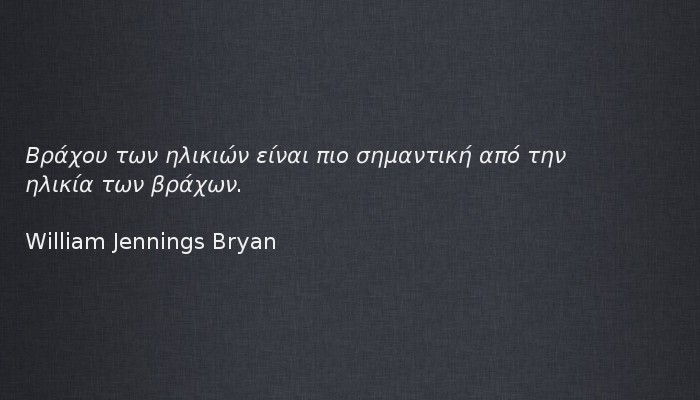 Βράχου των ηλικιών είναι πιο σημαντική από την
ηλικία των βράχων.
William Jennings Bryan